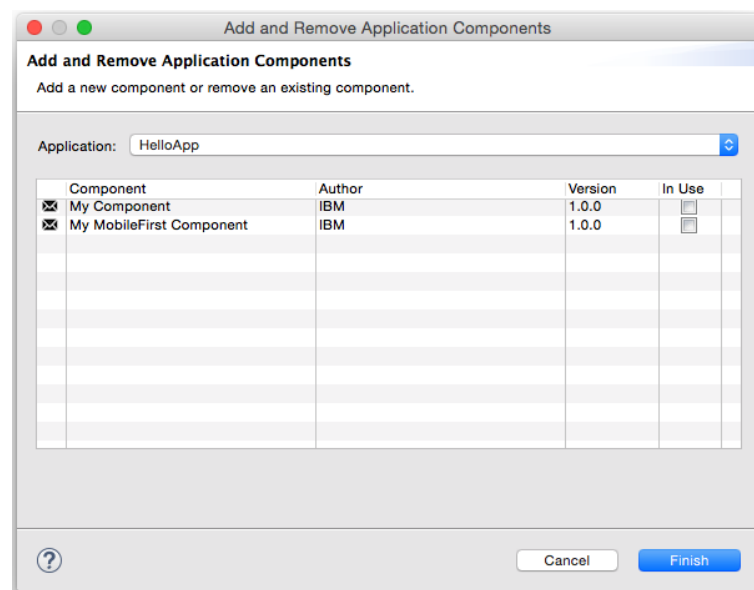 Add and Remove Application Components
Add and Remove Application Components
Add a new component or remove an existing component.
Application: HelloApp
Component Author Version In Use
My Component IBM 1.0.0
My MobileFirst Component IBM 1.0.0
? Cancel Finish